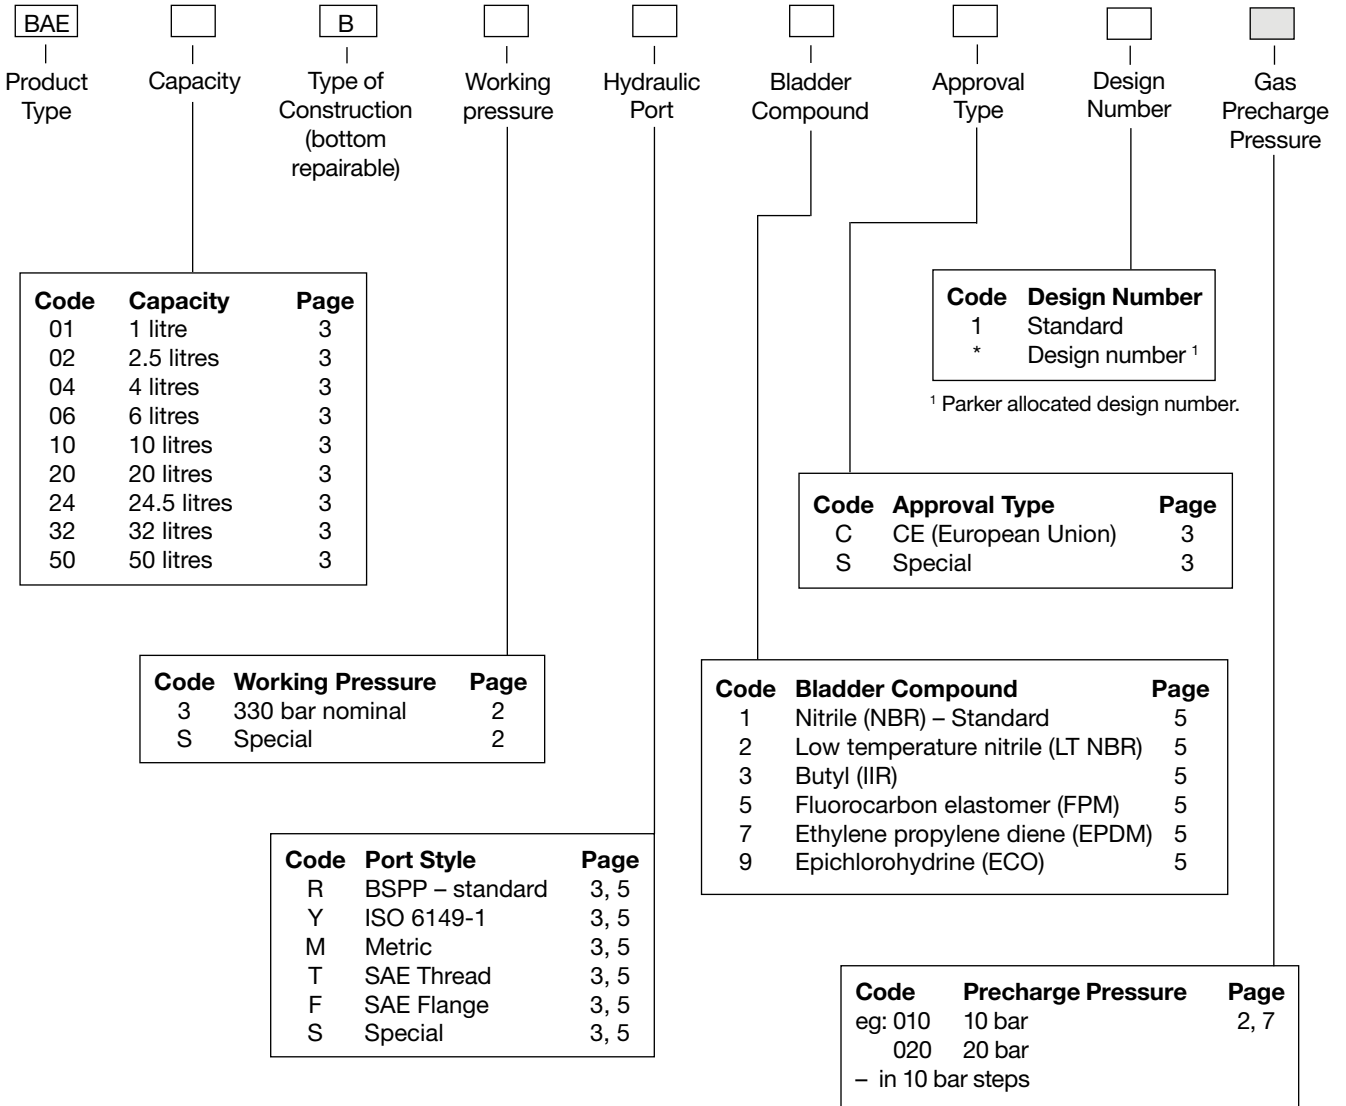 BAE
B
Product
Type
Capacity
Type of
Construction
(bottom
repairable)
Working
pressure
Hydraulic
Port
Bladder
Compound
Approval
Type
Design
Number
Gas
Precharge
Pressure
Code Capacity Page
01 1 litre 3
02 2.5 litres 3
04 4 litres 3
06 6 litres 3
10 10 litres 3
20 20 litres 3
24 24.5 litres 3
32 32 litres 3
50 50 litres 3
Code Design Number
1 Standard
* Design number ¹
¹ Parker allocated design number.
Code Approval Type Page
C CE (European Union) 3
S Special 3
Code Working Pressure Page
3 330 bar nominal 2
S Special 2
Code Bladder Compound Page
1 Nitrile (NBR) – Standard 5
2 Low temperature nitrile (LT NBR) 5
3 Butyl (IIR) 5
5 Fluorocarbon elastomer (FPM) 5
7 Ethylene propylene diene (EPDM) 5
9 Epichlorohydrine (ECO) 5
Code Port Style Page
R BSPP – standard 3, 5
Y ISO 6149-1 3, 5
M Metric 3, 5
T SAE Thread 3, 5
F SAE Flange 3, 5
S Special 3, 5
Code Precharge Pressure Page
eg: 010 10 bar 2, 7
020 20 bar
– in 10 bar steps